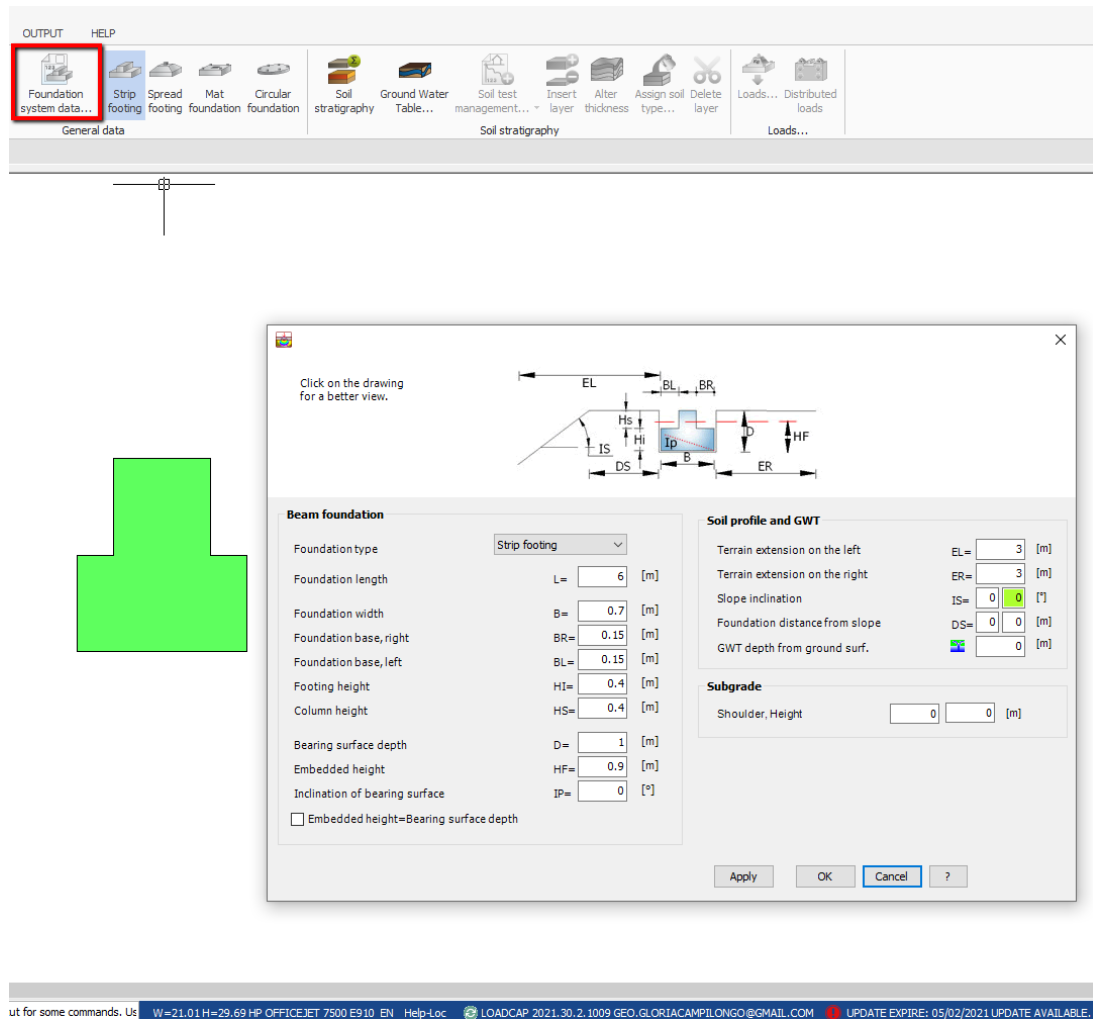 OUTPUT HELP
Foundation system data...
Strip footing
Spread footing
Mat foundation
Circular foundation
Soil stratigraphy
Ground Water Table...
Soil test management...
Insert layer
Alter thickness
Assign soil type...
Delete layer
Loads...
Distributed loads
General data
Soil stratigraphy
Loads...
Click on the drawing
for a better view.
EL BL BR
Hs
Hi Ip D HF
IS
DS B ER
Beam foundation
Foundation type Strip footing
Foundation length L= 6 [m]
Foundation width B= 0.7 [m]
Foundation base, right BR= 0.15 [m]
Foundation base, left BL= 0.15 [m]
Footing height HI= 0.4 [m]
Column height HS= 0.4 [m]
Bearing surface depth D= 1 [m]
Embedded height HF= 0.9 [m]
Inclination of bearing surface IP= 0 [°]
Embedded height=Bearing surface depth
Soil profile and GWT
Terrain extension on the left EL= 3 [m]
Terrain extension on the right ER= 3 [m]
Slope inclination IS= 0 0 [°]
Foundation distance from slope DS= 0 0 [m]
GWT depth from ground surf. 0 [m]
Subgrade
Shoulder, Height 0 0 [m]
Apply OK Cancel ?
ut for some commands. Us W=21.01 H=29.69 HP OFFICEJET 7500 E910 EN Help-Loc LOADCAP 2021.30.2.1009 GEO.GLORIACAMPILONGO@GMAIL.COM UPDATE EXPIRE: 05/02/2021 UPDATE AVAILABLE.